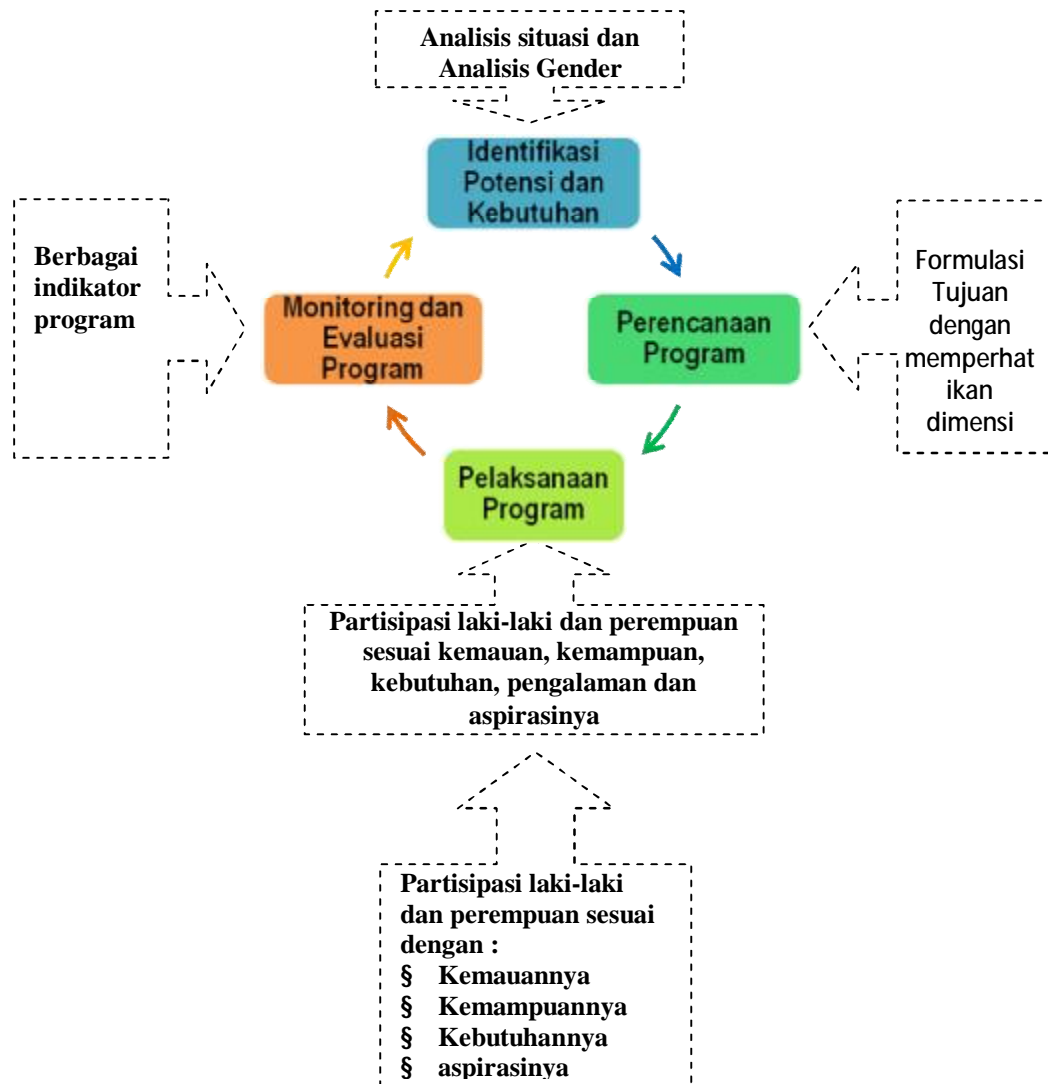 Analisis situasi dan
Analisis Gender
Identifikasi
Potensi dan
Kebutuhan
Berbagai
indikator
program
Monitoring dan
Evaluasi
Program
Perencanaan
Program
Formulasi
Tujuan
dengan
memperhat
ikan
dimensi
Pelaksanaan
Program
Partisipasi laki-laki dan perempuan
sesuai kemauan, kemampuan,
kebutuhan, pengalaman dan
aspirasinya
Partisipasi laki-laki
dan perempuan sesuai
dengan :
§ Kemauannya
§ Kemampuannya
§ Kebutuhannya
§ aspirasinya